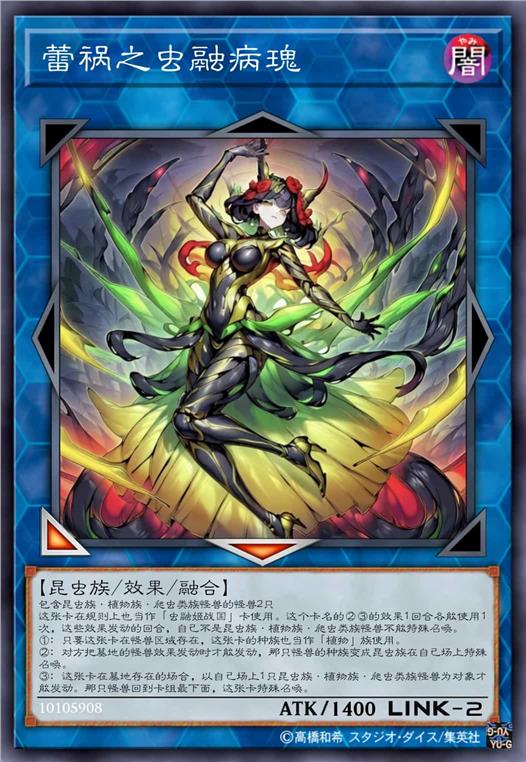 蕾祸之虫融病瑰
やみ
闇
【昆虫族/效果/融合】
包含昆虫族·植物族·爬虫类族怪兽的怪兽2只
这张卡在规则上也当作「虫融姬战国」卡使用。这个卡名的②③的效果1回合各能使用1
次，这些效果发动的回合，自己不是昆虫族·植物族·爬虫类族怪兽不能特殊召唤。
①：只要这张卡在怪兽区域存在，这张卡的种族也当作「植物」族使用。
②：对方把墓地的怪兽效果发动时才能发动，那只怪兽的种族变成昆虫族在自己场上特殊
召唤。
③：这张卡在墓地存在的场合，以自己场上1只昆虫族·植物族·爬虫类族怪兽为对象才
能发动。那只怪兽回到卡组最下面，这张卡特殊召唤。
10105908
ATK/1400 LINK-2
©高橋和希 スタジオ·ダイス/集英社